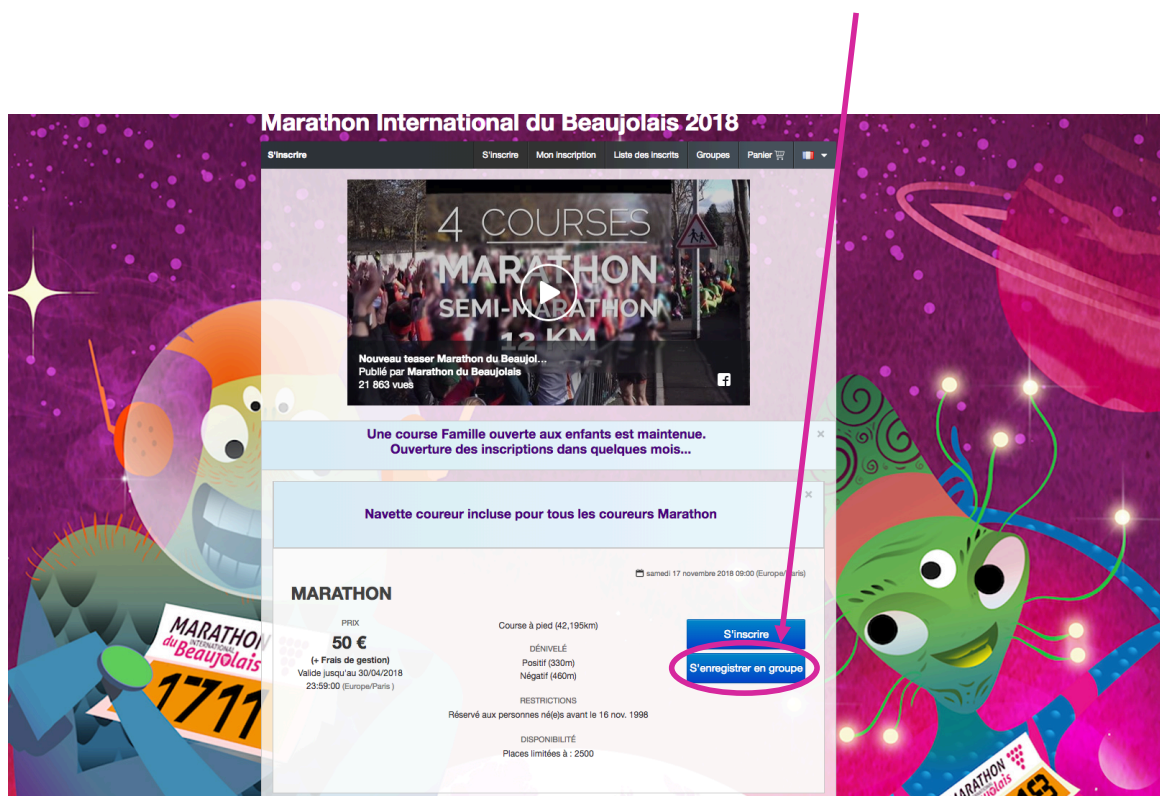 Marathon International du Beaujolais 2018
S'inscrire
S'inscrire Mon inscription Liste des inscrits Groupes Panier
4 COURSES
MARATHON
SEMI-MARATHON
12 KM
Nouveau teaser Marathon du Beaujol...
Publié par Marathon du Beaujolais
21 863 vues
Une course Famille ouverte aux enfants est maintenue.
Ouverture des inscriptions dans quelques mois...
Navette coureur incluse pour tous les coureurs Marathon
samedi 17 novembre 2018 09:00 (Europe/Paris)
MARATHON
PRIX
50 €
(+ Frais de gestion)
Valide jusqu'au 30/04/2018
23:59:00 (Europe/Paris )
Course à pied (42,195km)
DÉNIVELÉ
Positif (330m)
Négatif (460m)
RESTRICTIONS
Réservé aux personnes né(e)s avant le 16 nov. 1998
DISPONIBILITÉ
Places limitées à : 2500
S'inscrire
S'enregistrer en groupe
MARATHON
INTERNATIONAL
du Beaujolais
1711
MARATHON